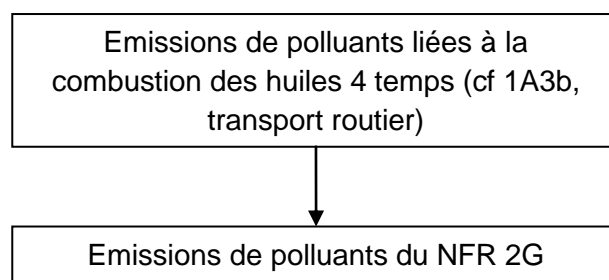 Emissions de polluants liées à la
combustion des huiles 4 temps (cf 1A3b,
transport routier)
Emissions de polluants du NFR 2G